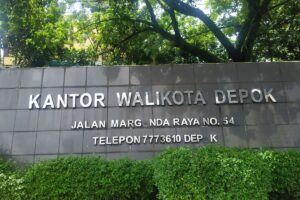 KANTOR WALIKOTA DEPOK
JALAN MARG NDA RAYA NO. 54
TELEPON 7773610 DEP K